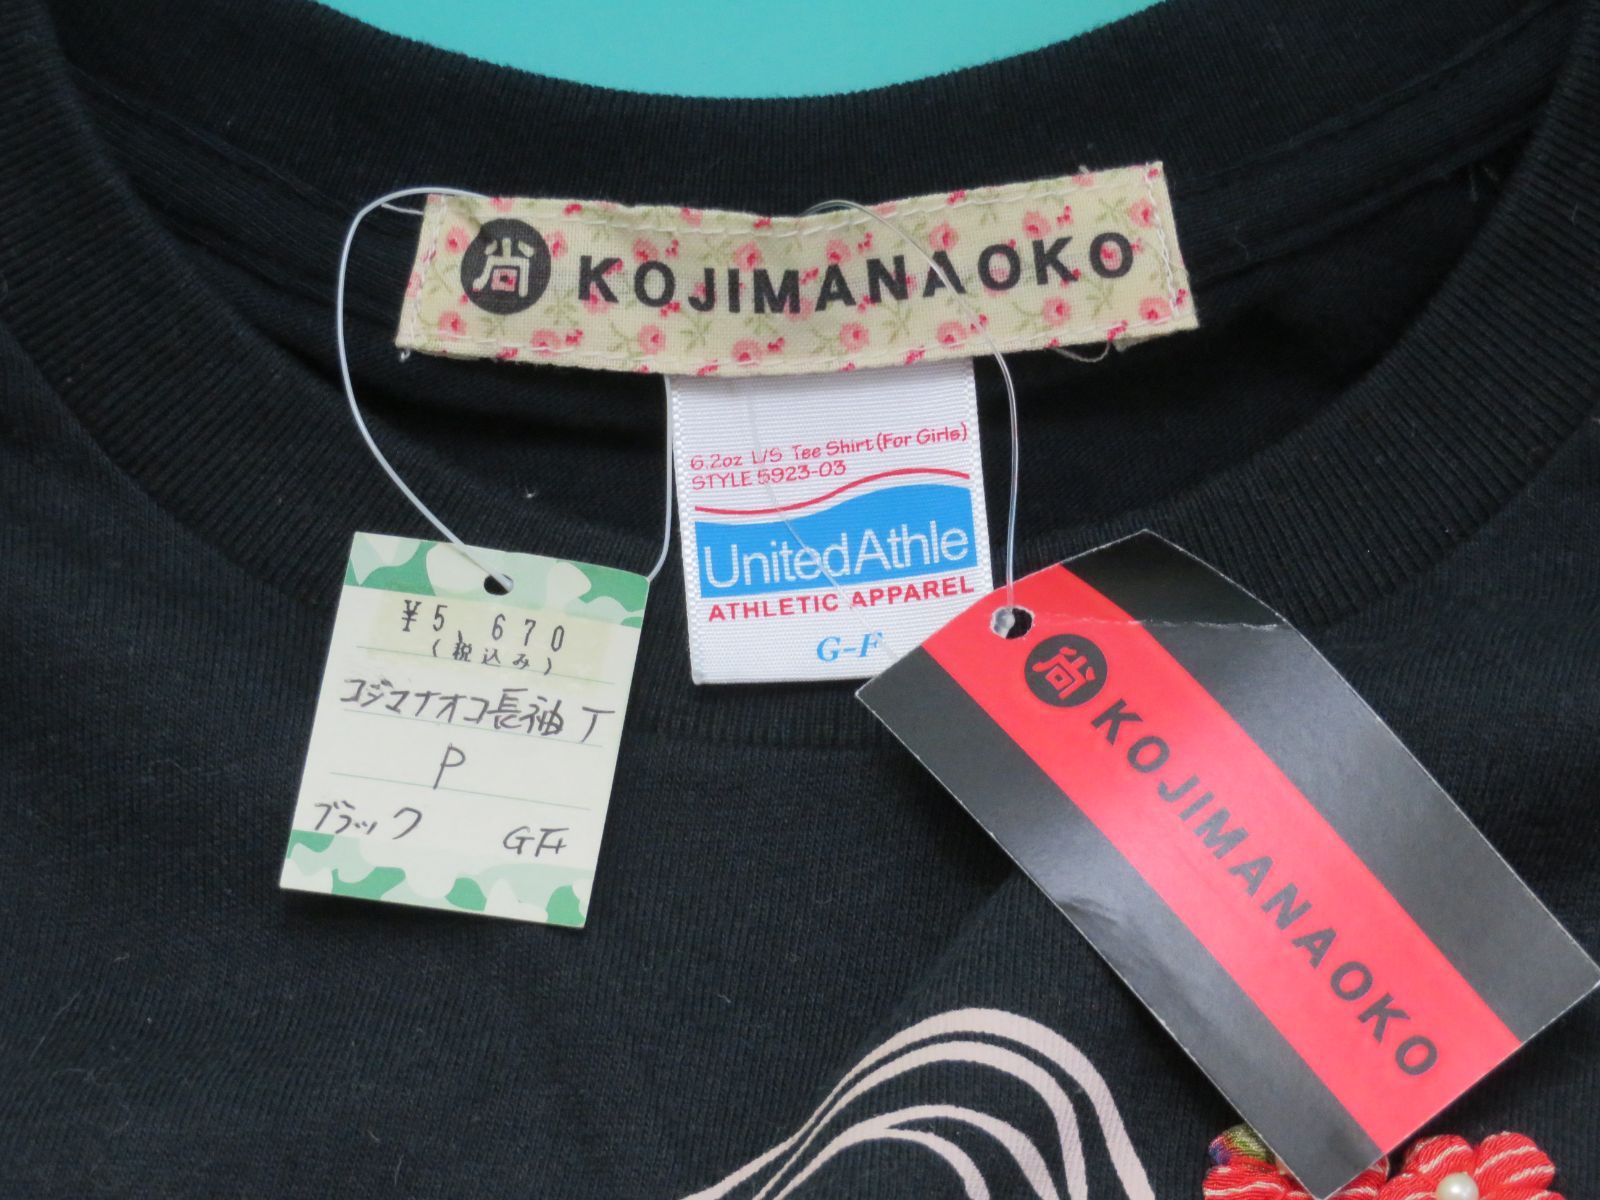 尚 KOJIMANAOKO
6.2oz L/S Tee Shirt (For Girls)
STYLE 5923-03
UnitedAthle
ATHLETIC APPAREL
G-F
¥5,670
(税込み)
コジマナオコ長袖T
P
ブラック GF
尚 KOJIMANAOKO